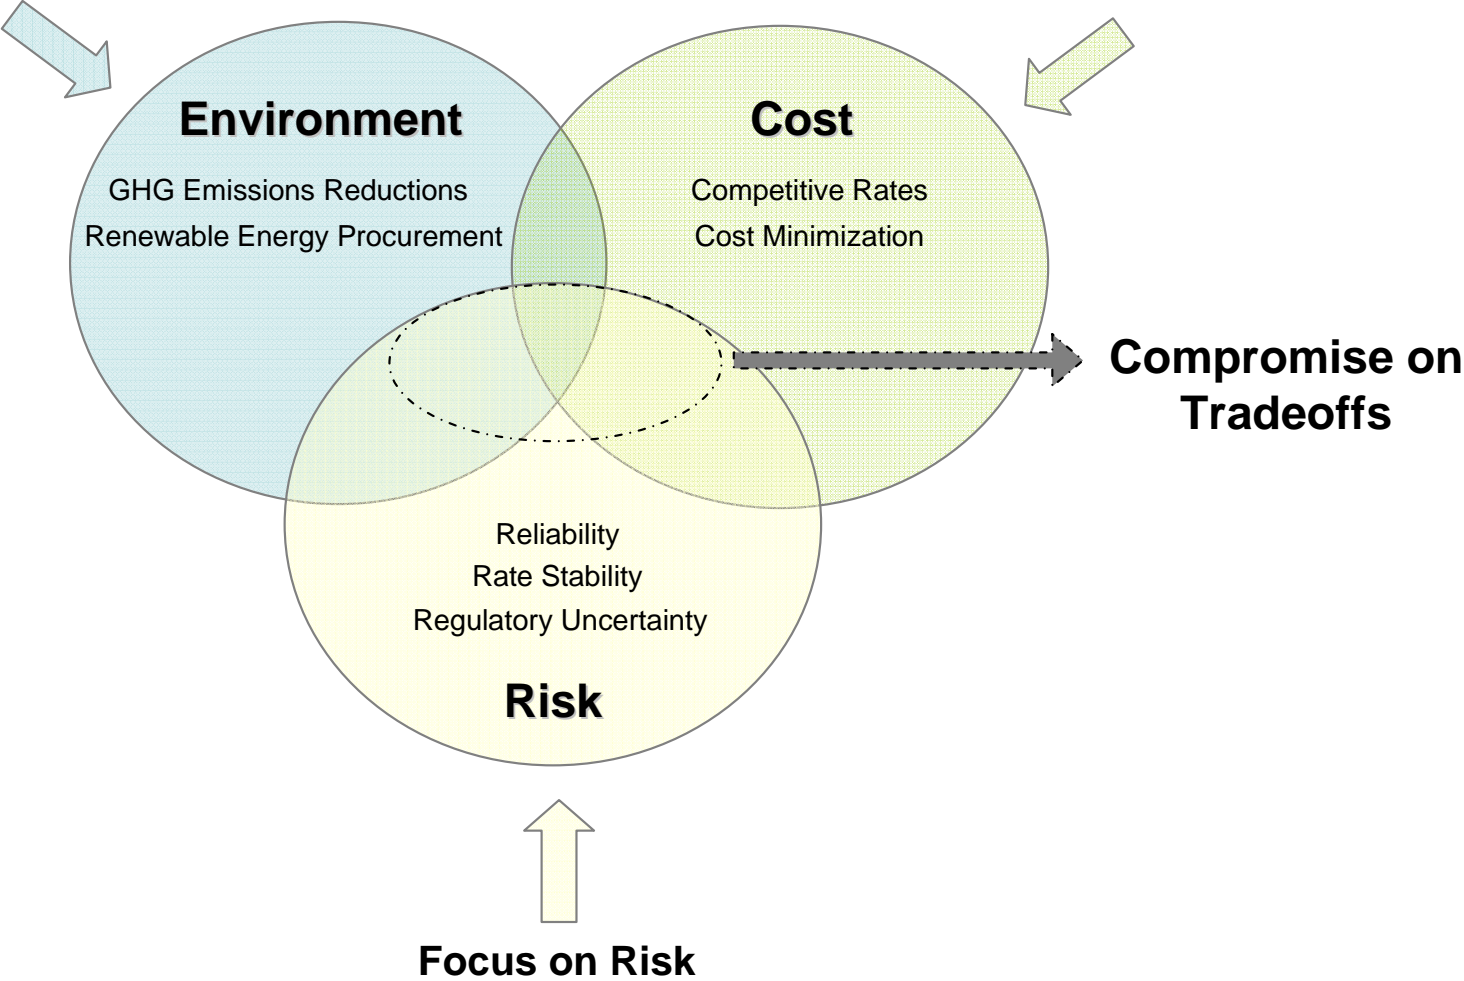 Environment
GHG Emissions Reductions
Renewable Energy Procurement
Cost
Competitive Rates
Cost Minimization
Compromise on
Tradeoffs
Reliability
Rate Stability
Regulatory Uncertainty
Risk
Focus on Risk